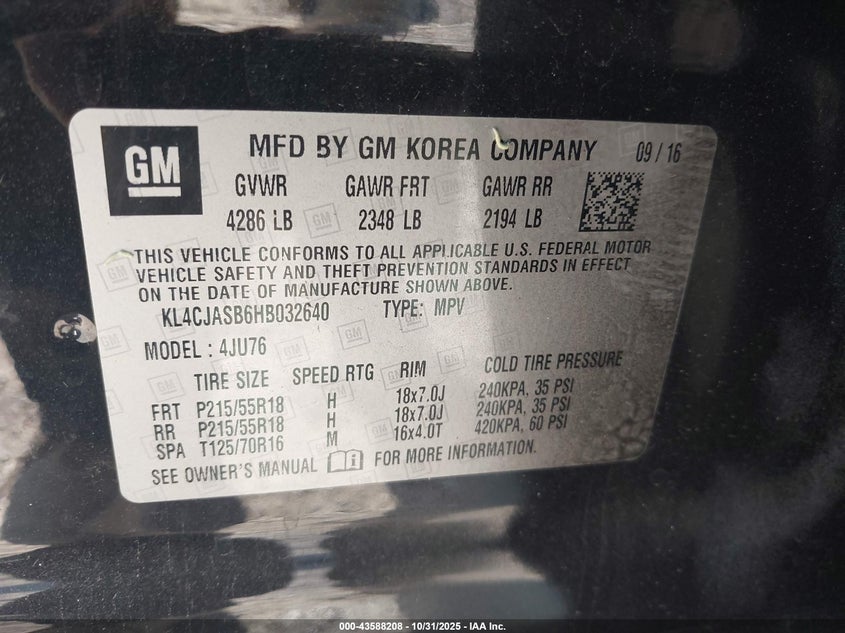 GM
MFD BY GM KOREA COMPANY 09 / 16
GVWR GAWR FRT GAWR RR
4286 LB 2348 LB 2194 LB
THIS VEHICLE CONFORMS TO ALL APPLICABLE U.S. FEDERAL MOTOR
VEHICLE SAFETY AND THEFT PREVENTION STANDARDS IN EFFECT
ON THE DATE OF MANUFACTURE SHOWN ABOVE.
KL4CJASB6HB032640 TYPE: MPV
MODEL : 4JU76
TIRE SIZE SPEED RTG RIM COLD TIRE PRESSURE
FRT P215/55R18 H 18x7.0J 240KPA, 35 PSI
RR P215/55R18 H 18x7.0J 240KPA, 35 PSI
SPA T125/70R16 M 16x4.0T 420KPA, 60 PSI
SEE OWNER'S MANUAL FOR MORE INFORMATION.
000-43588208 - 10/31/2025 - IAA Inc.